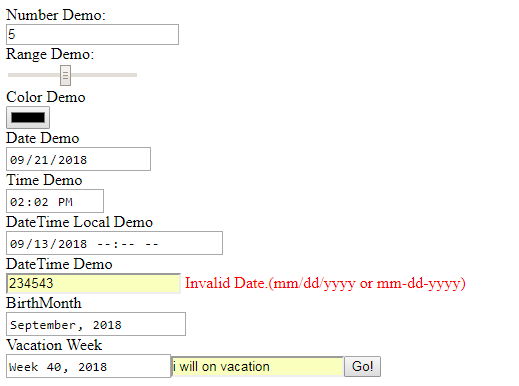 Number Demo:
5
Range Demo:
Color Demo
Date Demo
09/21/2018
Time Demo
02:02 PM
DateTime Local Demo
09/13/2018 --:-- --
DateTime Demo
234543 Invalid Date.(mm/dd/yyyy or mm-dd-yyyy)
BirthMonth
September, 2018
Vacation Week
Week 40, 2018 i will on vacation Go!